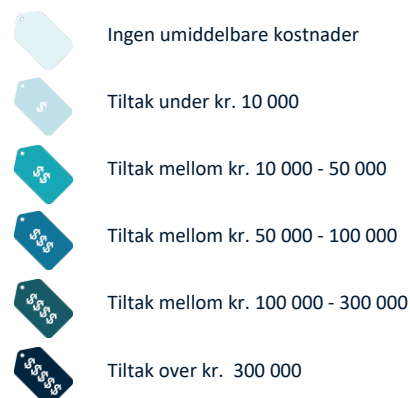 Ingen umiddelbare kostnader
$ Tiltak under kr. 10 000
$$ Tiltak mellom kr. 10 000 - 50 000
$$$ Tiltak mellom kr. 50 000 - 100 000
$$$$ Tiltak mellom kr. 100 000 - 300 000
$$$$$ Tiltak over kr.  300 000